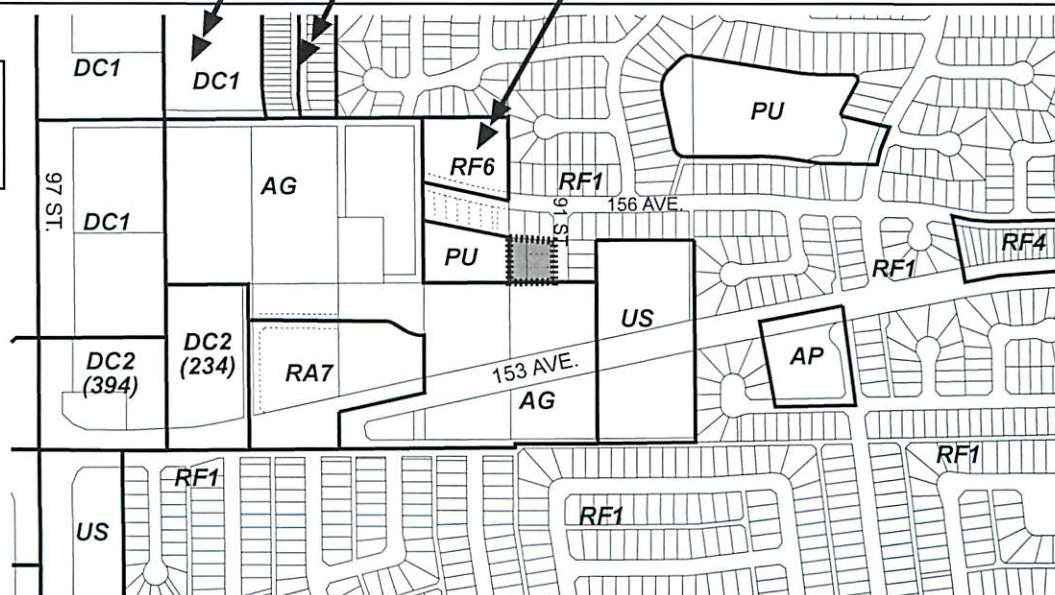 DC1
DC1
PU
RF6
AG
RF1
97 ST.
DC1
156 AVE.
91 ST
PU
RF4
RF1
US
DC2
(234)
DC2
(394)
RA7
153 AVE.
AP
AG
RF1
RF1
RF1
US